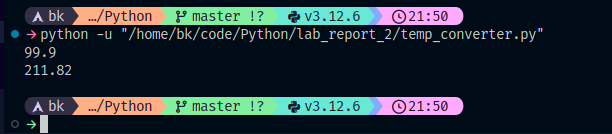 bk …/Python master !? v3.12.6 21:50
→ python -u "/home/bk/code/Python/lab_report_2/temp_converter.py"
99.9
211.82
bk …/Python master !? v3.12.6 21:50
→